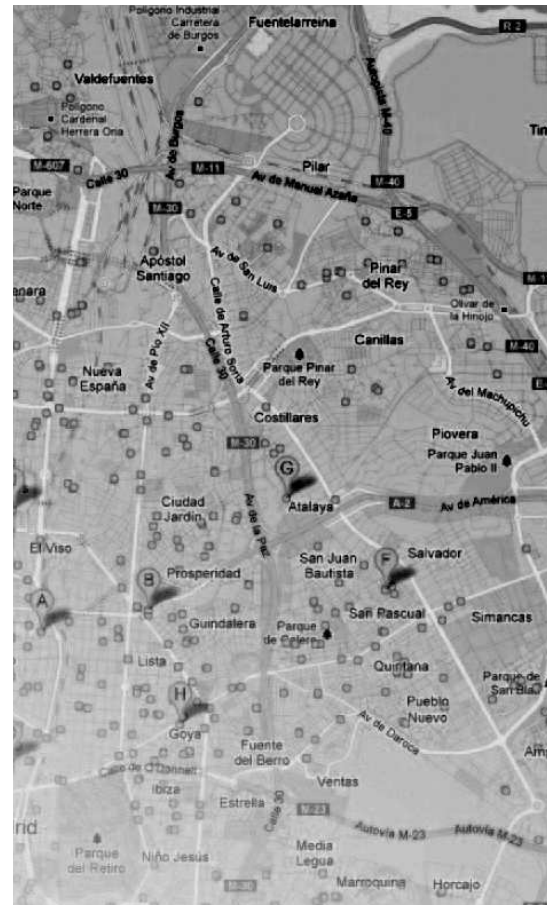 Polígono Industrial
Carretera
de Burgos
Fuentelarreina
R-2
Valdefuentes
Autopista M-40
Polígono
Cardenal
Herrera Oria
Av de Burgos
Pilar
M-607
Calle 30
M-11
Av de Manuel Azaña
M-40
Parque
Norte
M-30
E-5
Apóstol
Santiago
Av de San Luis
Pinar
del Rey
Calle de Arturo Soria
Olivar de
la Hinojo
Av de Pío XII
Calle 30
Canillas
M-40
Nueva
España
Parque Pinar
del Rey
Av del Machupichu
Costillares
Piovera
M-30
Parque Juan
Pablo II
G
Ciudad
Jardín
Av de la Paz
Atalaya
A-2
Av de América
El Viso
San Juan
Bautista
Salvador
B
Prosperidad
F
A
San Pascual
Simancas
Guindalera
Parque
Lista
Quintana
Parque de
H
Pueblo
Nuevo
Goya
Av de Daroca
Fuente
del Berro
Calle de O'Donnell
Ventas
Ibiza
Estrella
Calle 30
M-23
Autovía M-23
Autovía M-23
rid
Parque
del Retiro
Niño Jesús
Media
Legua
M-30
Marroquina
Horcajo